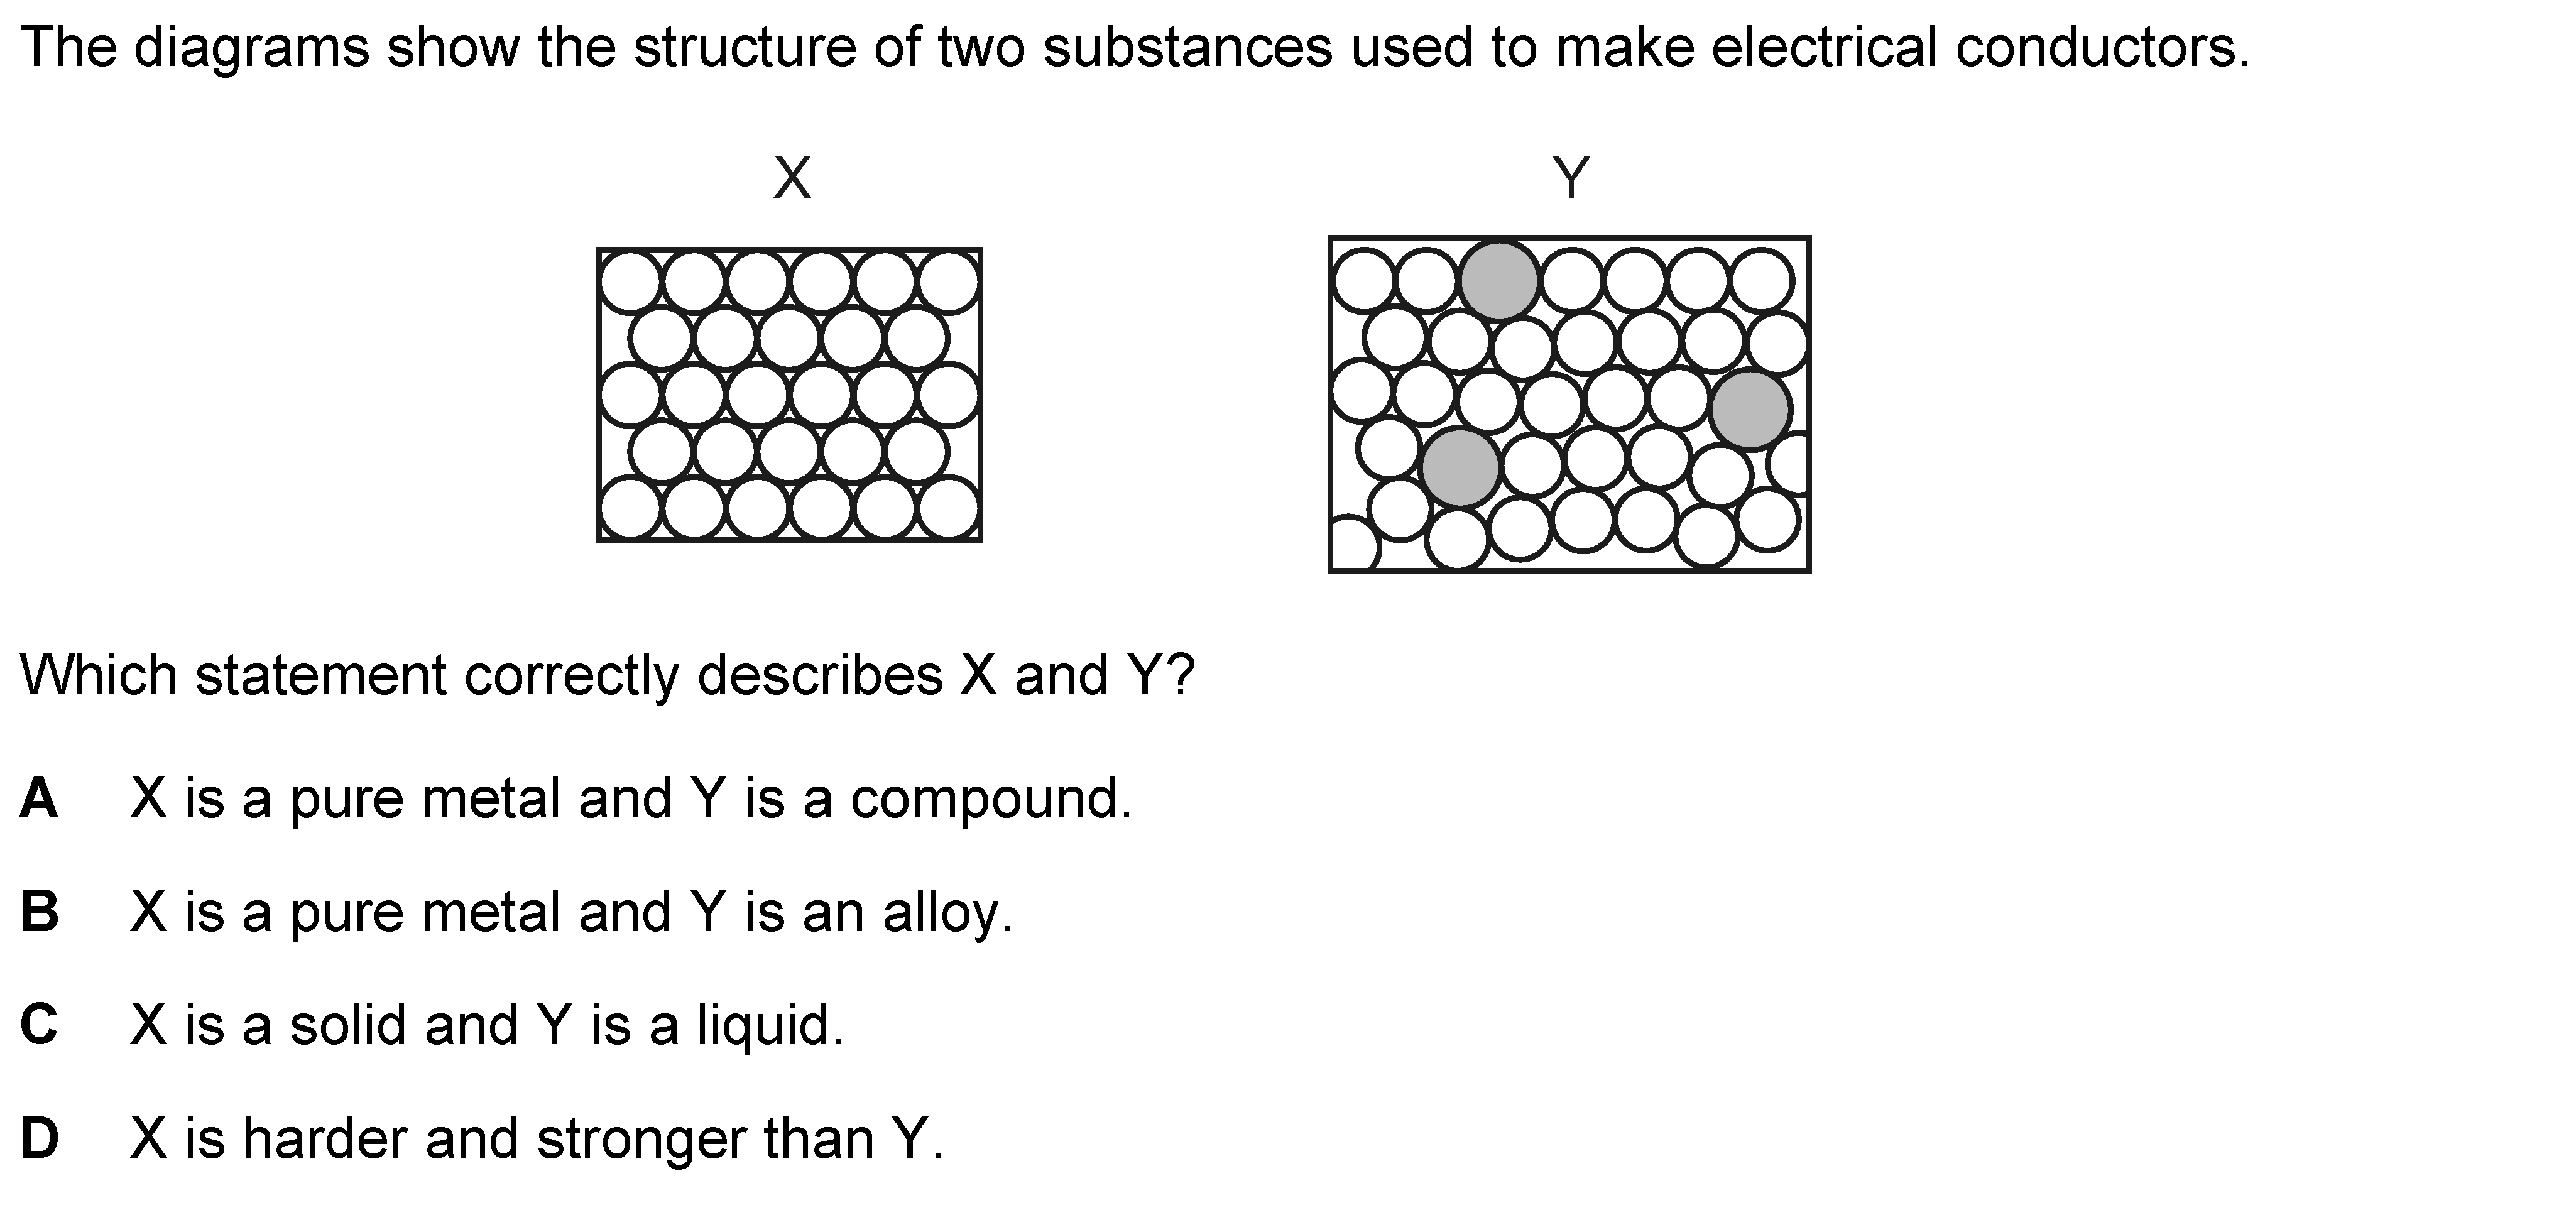 The diagrams show the structure of two substances used to make electrical conductors.
X Y
Which statement correctly describes X and Y?
A X is a pure metal and Y is a compound.
B X is a pure metal and Y is an alloy.
C X is a solid and Y is a liquid.
D X is harder and stronger than Y.